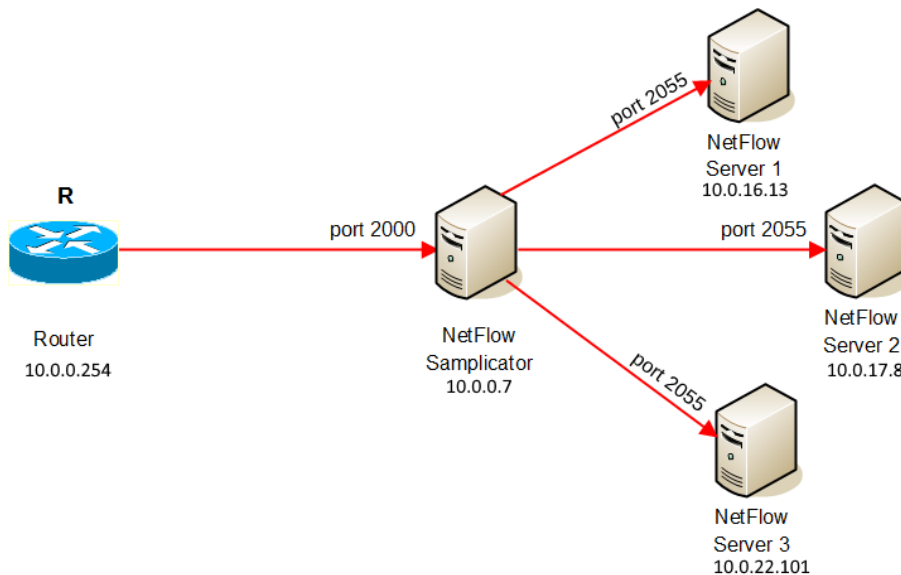 R
Router
10.0.0.254
port 2000
NetFlow
Samplicator
10.0.0.7
port 2055
NetFlow
Server 1
10.0.16.13
port 2055
NetFlow
Server 2
10.0.17.8
port 2055
NetFlow
Server 3
10.0.22.101